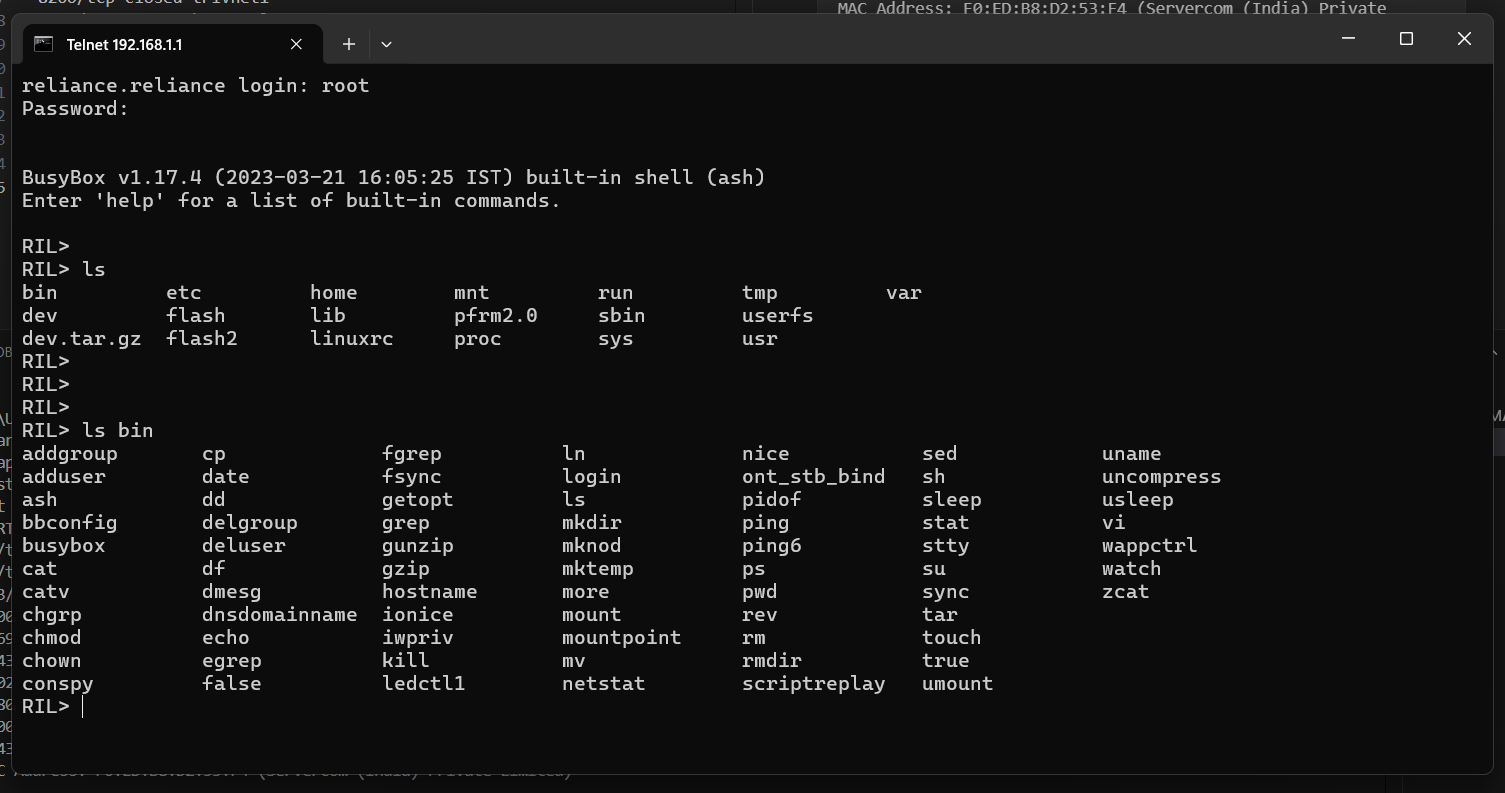 8200/tcp closed trivnet1
MAC Address: F0:ED:B8:D2:53:F4 (Servercom (India) Private
Telnet 192.168.1.1
reliance.reliance login: root
Password:
BusyBox v1.17.4 (2023-03-21 16:05:25 IST) built-in shell (ash)
Enter 'help' for a list of built-in commands.
RIL>
RIL> ls
bin etc home mnt run tmp var
dev flash lib pfrm2.0 sbin userfs
dev.tar.gz flash2 linuxrc proc sys usr
RIL>
RIL>
RIL>
RIL> ls bin
addgroup cp fgrep ln nice sed uname
adduser date fsync login ont_stb_bind sh uncompress
ash dd getopt ls pidof sleep usleep
bbconfig delgroup grep mkdir ping stat vi
busybox deluser gunzip mknod ping6 stty wappctrl
cat df gzip mktemp ps su watch
catv dmesg hostname more pwd sync zcat
chgrp dnsdomainname ionice mount rev tar
chmod echo iwpriv mountpoint rm touch
chown egrep kill mv rmdir true
conspy false ledctl1 netstat scriptreplay umount
RIL>